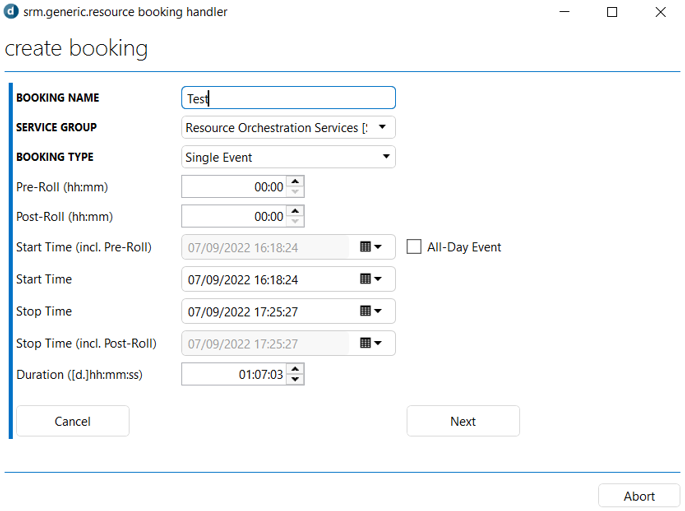 srm.generic.resource booking handler
create booking
BOOKING NAME Test
SERVICE GROUP Resource Orchestration Services [
BOOKING TYPE Single Event
Pre-Roll (hh:mm) 00:00
Post-Roll (hh:mm) 00:00
Start Time (incl. Pre-Roll) 07/09/2022 16:18:24 All-Day Event
Start Time 07/09/2022 16:18:24
Stop Time 07/09/2022 17:25:27
Stop Time (incl. Post-Roll) 07/09/2022 17:25:27
Duration ([d.]hh:mm:ss) 01:07:03
Cancel Next
Abort